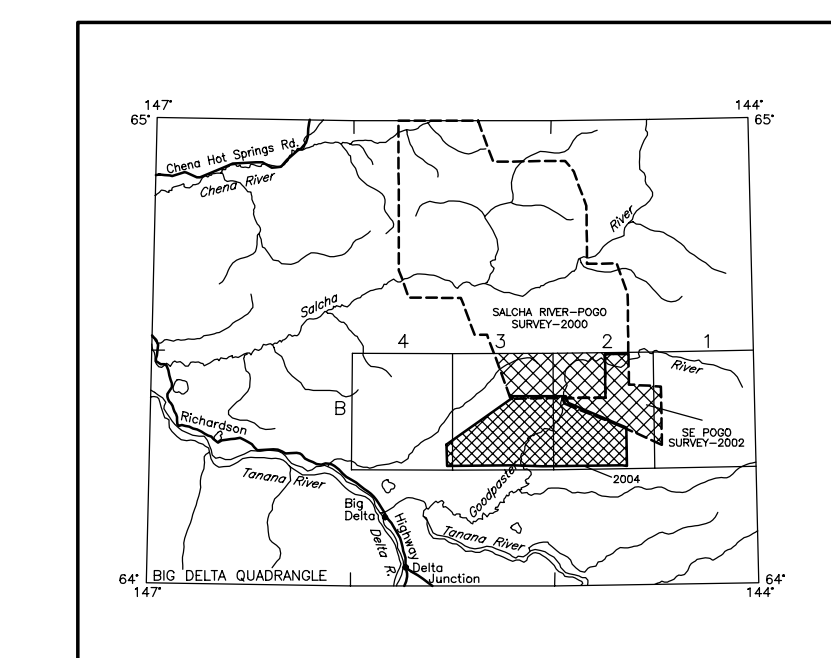 147°
144°
65°
65°
Chena Hot Springs Rd.
Chena River
River
Salcha
SALCHA RIVER–POGO
SURVEY–2000
4
3
2
1
River
B
Richardson
SE POGO
SURVEY–2002
Tanana River
2004
Goodpaster
Big
Delta
Highway
Delta R.
Tanana River
Delta
Junction
BIG DELTA QUADRANGLE
64°
64°
147°
144°